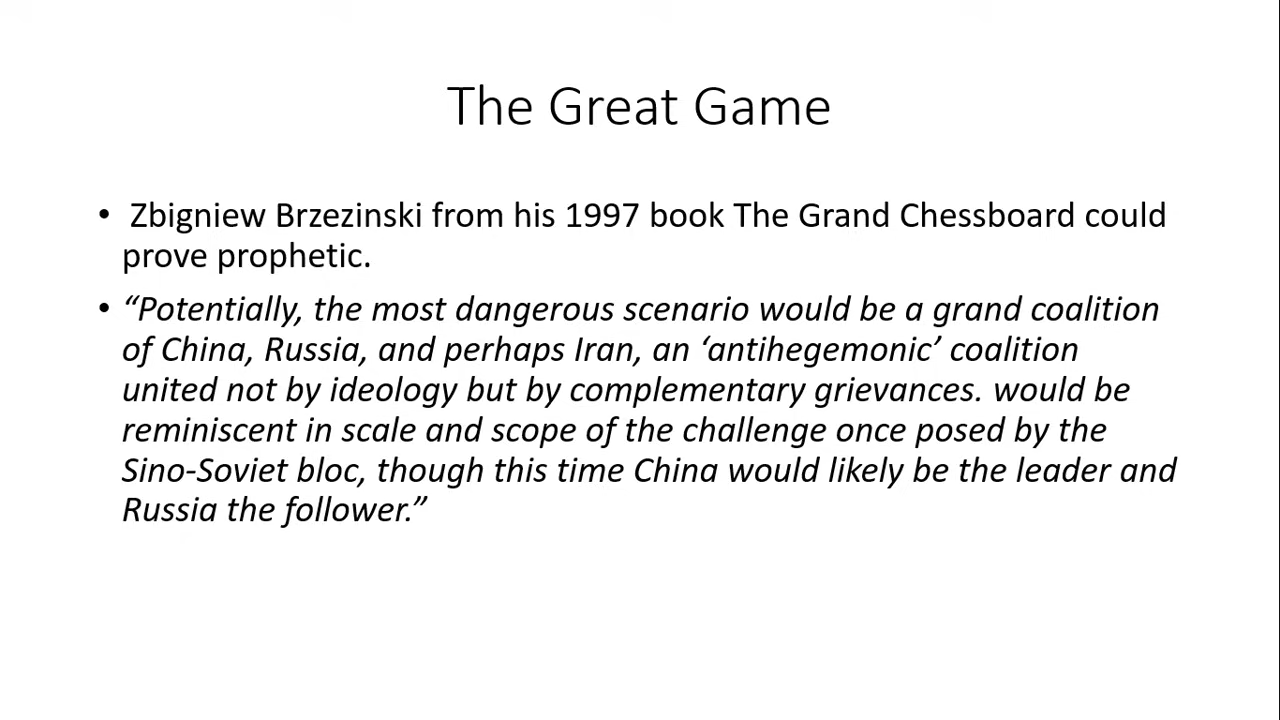 The Great Game
• Zbigniew Brzezinski from his 1997 book The Grand Chessboard could
prove prophetic.
• “Potentially, the most dangerous scenario would be a grand coalition
of China, Russia, and perhaps Iran, an ‘antihegemonic’ coalition
united not by ideology but by complementary grievances. would be
reminiscent in scale and scope of the challenge once posed by the
Sino-Soviet bloc, though this time China would likely be the leader and
Russia the follower.”